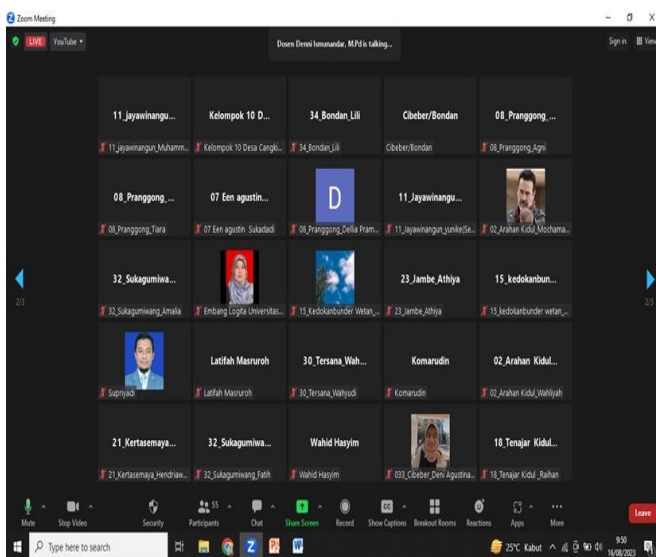 Zoom Meeting
LIVE YouTube
Dosen Denni Ismunandar, M.Pd is talking...
Sign in View
11_jayawinangu... Kelompok 10 D... 34_Bondan_Lili Cibeber/Bondan 08_Pranggong_...
11_jayawinangun_Muhamm... Kelompok 10 Desa Cangki... 34_Bondan_Lili Cibeber/Bondan 08_Pranggong_Agni
08_Pranggong_... 07 Een agustin... D 11_Jayawinangu...
08_Pranggong_Tiara 07 Een agustin Sukadadi 08_Pranggong_Dellia Pram... 11_Jayawinangun_yunike(Se... 02_Arahan Kidul_Mochama...
32_Sukagumiwa... 23_Jambe_Athiya 15_kedokanbun...
32_Sukagumiwang_Amalia Embang Logita Universitas... 15_Kedokanbunder Wetan_... 23_Jambe_Athiya 15_kedokanbunder wetan_...
2/3 2/3
Latifah Masruroh 30_Tersana_Wah... Komarudin 02_Arahan Kidul...
Supriyadi Latifah Masruroh 30_Tersana_Wahyudi Komarudin 02_Arahan Kidul_Wahliyah
21_Kertasemaya... 32_Sukagumiwa... Wahid Hasyim 18_Tenajar Kidul...
21_Kertasemaya_Hendriaw... 32_Sukagumiwang_Fatih Wahid Hasyim 033_Cibeber_Deni Agustina... 18_Tenajar Kidul_Raihan
55 CC
Mute Stop Video Security Participants Chat Share Screen Record Show Captions Breakout Rooms Reactions Apps More Leave
Type here to search 25°C Kabut 9:50
16/08/2023